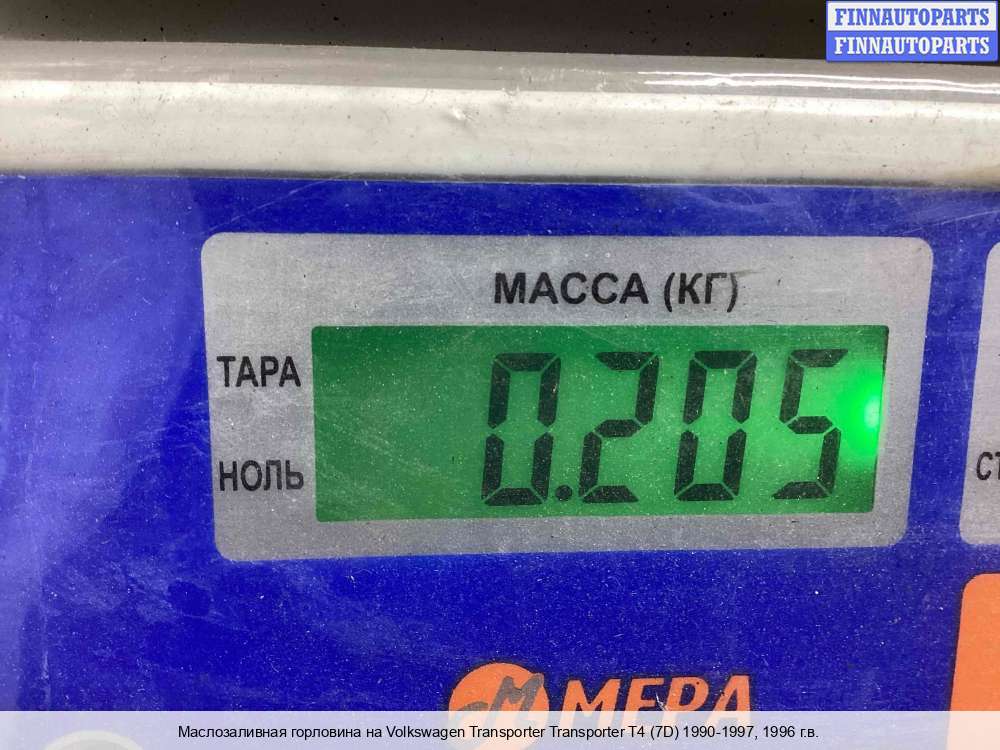 FINNAUTOPARTS
FINNAUTOPARTS
МАССА (КГ)
ТАРА
0.205
НОЛЬ
СТ
МЕРА
Маслозаливная горловина на Volkswagen Transporter Transporter T4 (7D) 1990-1997, 1996 г.в.